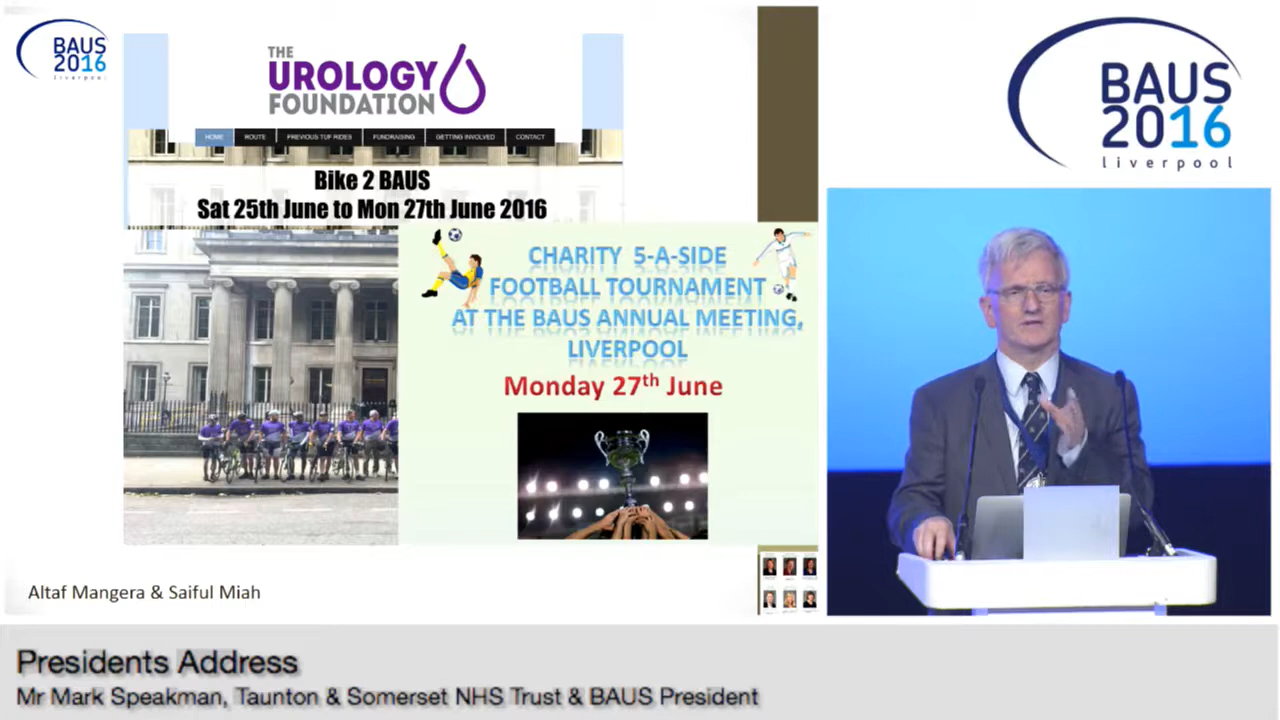 BAUS
2016
liverpool
THE
UROLOGY
FOUNDATION
HOME ROUTE PREVIOUS TUF RIDES FUNDRAISING GETTING INVOLVED CONTACT
Bike 2 BAUS
Sat 25th June to Mon 27th June 2016
CHARITY 5-A-SIDE
FOOTBALL TOURNAMENT
AT THE BAUS ANNUAL MEETING,
LIVERPOOL
Monday 27th June
Altaf Mangera & Saiful Miah
BAUS
2016
liverpool
Presidents Address
Mr Mark Speakman, Taunton & Somerset NHS Trust & BAUS President